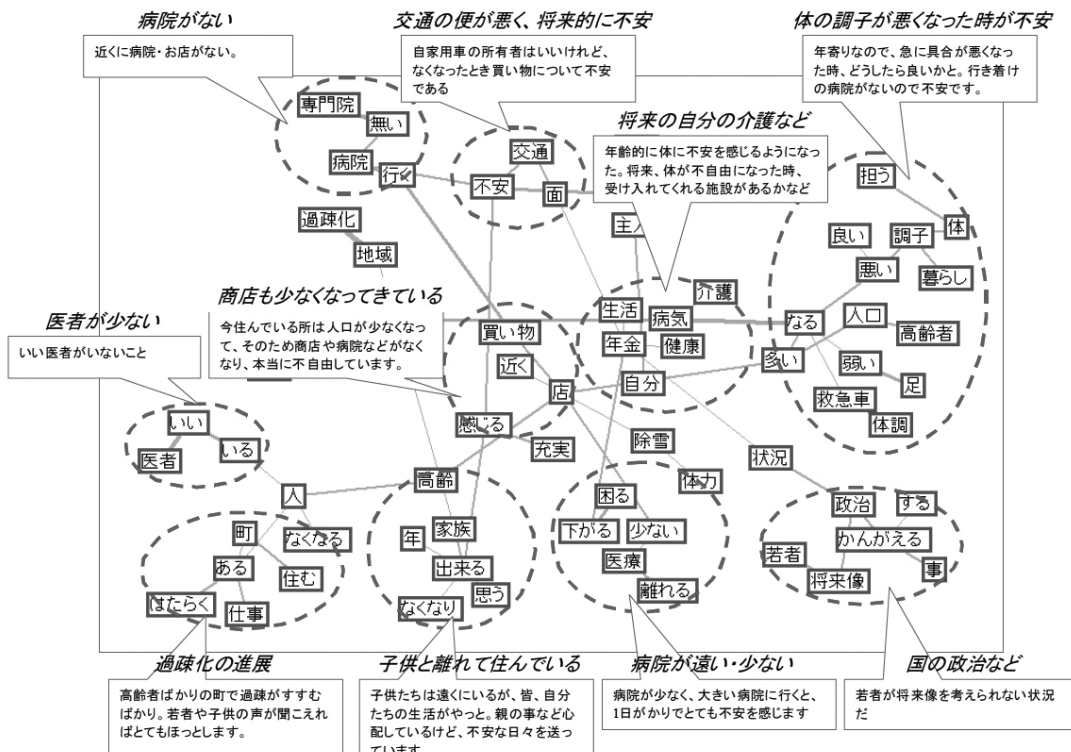 病院がない
近くに病院・お店がない。
交通の便が悪く、将来的に不安
自家用車の所有者はいいけれど、
なくなったとき買い物について不安
である
体の調子が悪くなった時が不安
年寄りなので、急に具合が悪くなっ
た時、どうしたら良いかと。行き着け
の病院がないので不安です。
将来の自分の介護など
年齢的に体に不安を感じるようになっ
た。将来、体が不自由になった時、
受け入れてくれる施設があるかなど
専門院
無い
病院
行く
交通
不安
面
過疎化
地域
主人
担う
体
良い
調子
悪い
暮らし
商店も少なくなってきている
今住んでいる所は人口が少なくなっ
て、そのため商店や病院などがなく
なり、本当に不自由しています。
医者が少ない
いい医者がいないこと
買い物
近く
店
感じる
充実
生活
介護
病気
年金
健康
自分
なる
人口
高齢者
多い
弱い
足
救急車
体調
いい
医者
いる
除雪
体力
状況
高齢
人
町
なくなる
ある
住む
はたらく
仕事
家族
年
出来る
思う
なくなり
困る
下がる
少ない
医療
離れる
政治
する
かんがえる
若者
将来像
事
過疎化の進展
高齢者ばかりの町で過疎がすすむ
ばかり。若者や子供の声が聞こえれ
ばとてもほっとします。
子供と離れて住んでいる
子供たちは遠くにいるが、皆、自分
たちの生活がやっと。親の事など心
配しているけど、不安な日々を送っ
ています
病院が遠い・少ない
病院が少なく、大きい病院に行くと、
1日がかりでとても不安を感じます
国の政治など
若者が将来像を考えられない状況
だ